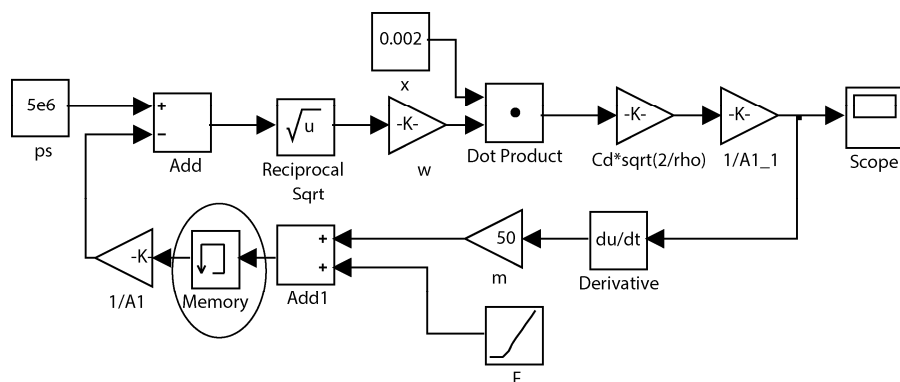 0.002
x
5e6
ps
+
−
Add
√u
Reciprocal
Sqrt
-K-
w
Dot Product
-K-
Cd*sqrt(2/rho)
-K-
1/A1_1
Scope
-K-
1/A1
Memory
+
+
Add1
50
m
du/dt
Derivative
F